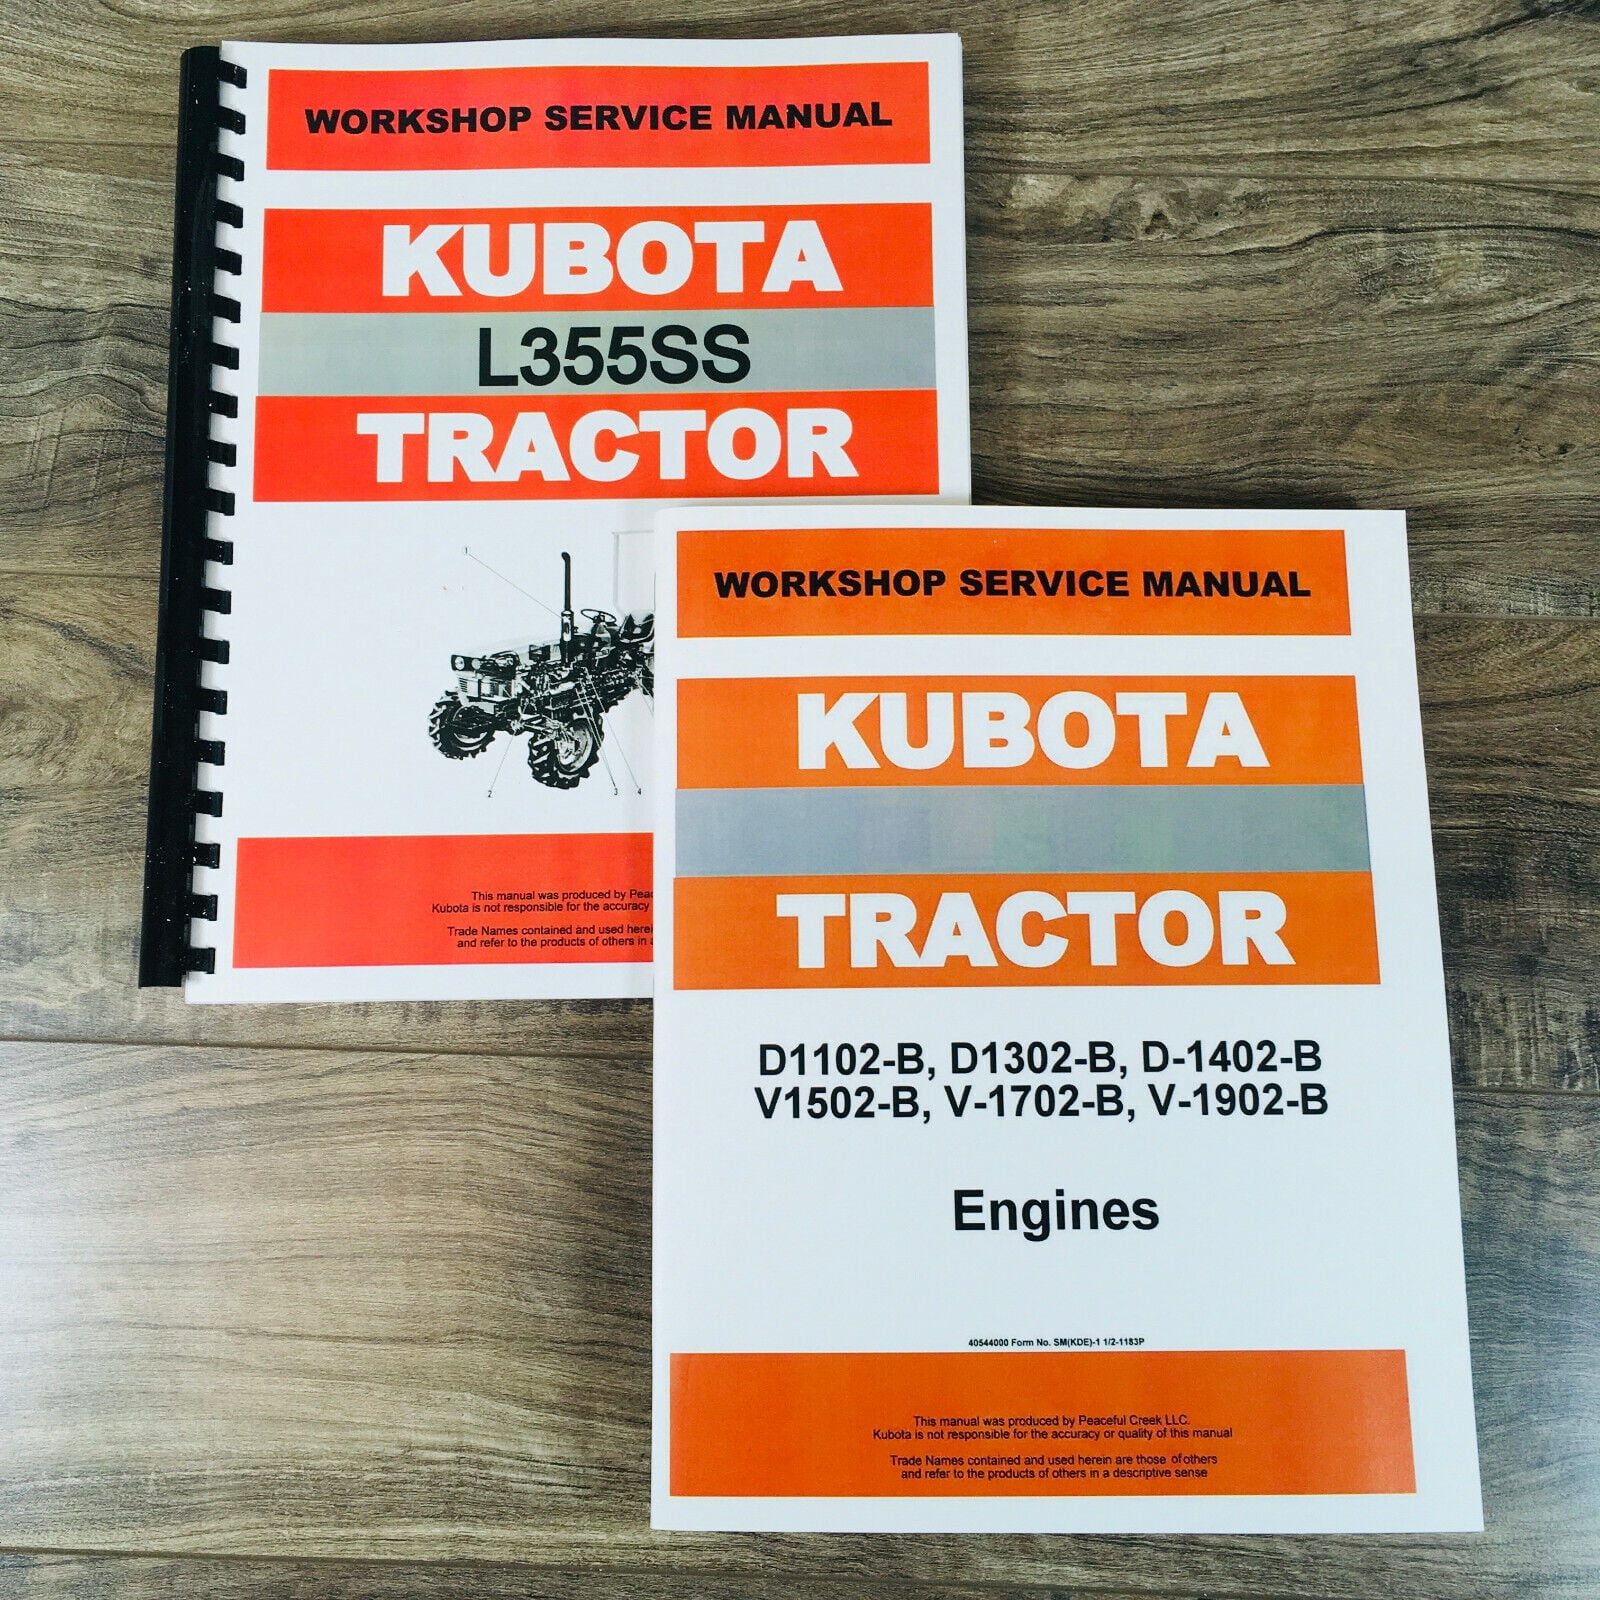 WORKSHOP SERVICE MANUAL
KUBOTA
L355SS
TRACTOR
1
2
3
4
This manual was produced by
Kubota is not responsible for the accuracy
Trade Names contained and used
and refer to the products of others in
WORKSHOP SERVICE MANUAL
KUBOTA
TRACTOR
D1102-B, D1302-B, D-1402-B
V1502-B, V-1702-B, V-1902-B
Engines
40544000 Form No. SM(KDE)-1 1/2-1183P
This manual was produced by Peaceful Creek LLC.
Kubota is not responsible for the accuracy or quality of this manual
Trade Names contained and used herein are those of others
and refer to the products of others in a descriptive sense